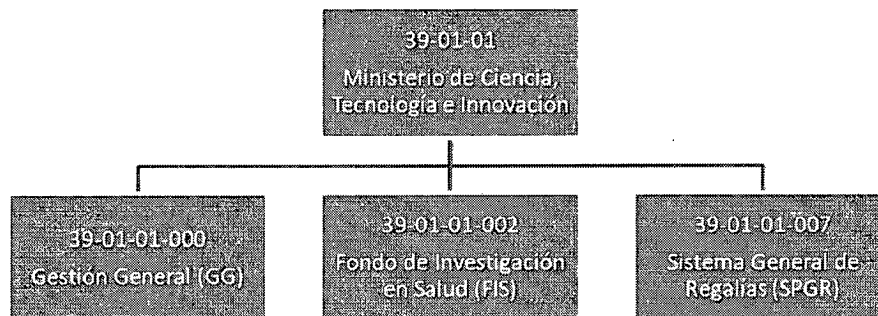 39-01-01
Ministerio de Ciencia,
Tecnología e Innovación
39-01-01-000
Gestión General (GG)
39-01-01-002
Fondo de Investigación
en Salud (FIS)
39-01-01-007
Sistema General de
Regalías (SPGR)